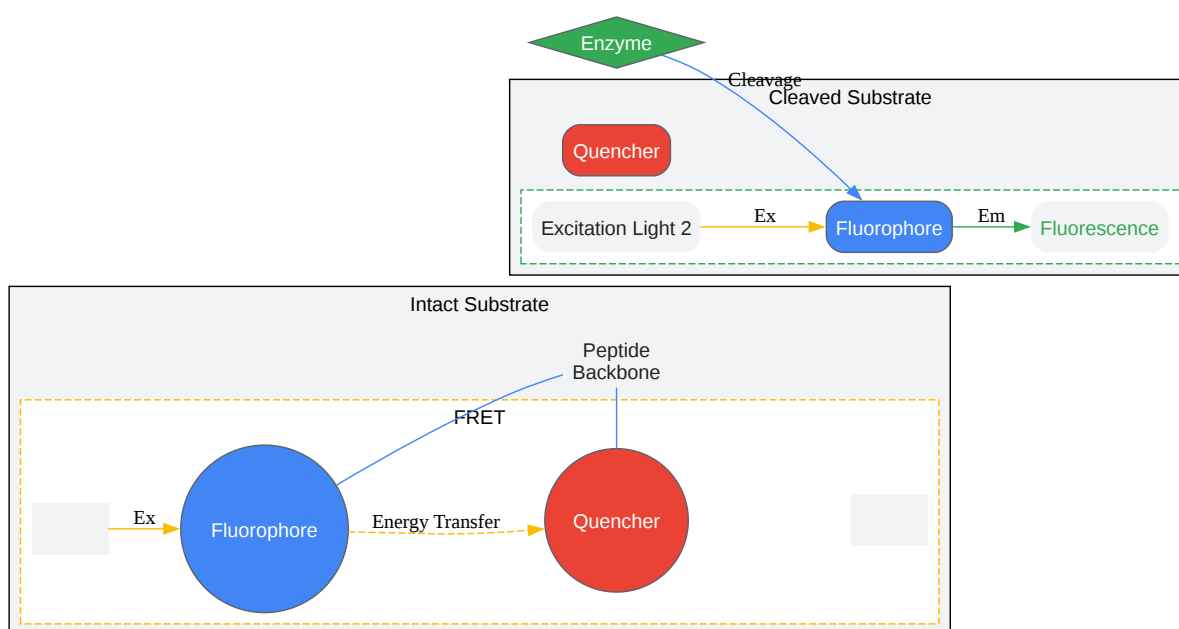 Enzyme
Cleavage
Cleaved Substrate
Quencher
Excitation Light 2
Ex
Fluorophore
Em
Fluorescence
Intact Substrate
Peptide
Backbone
FRET
Ex
Fluorophore
Energy Transfer
Quencher